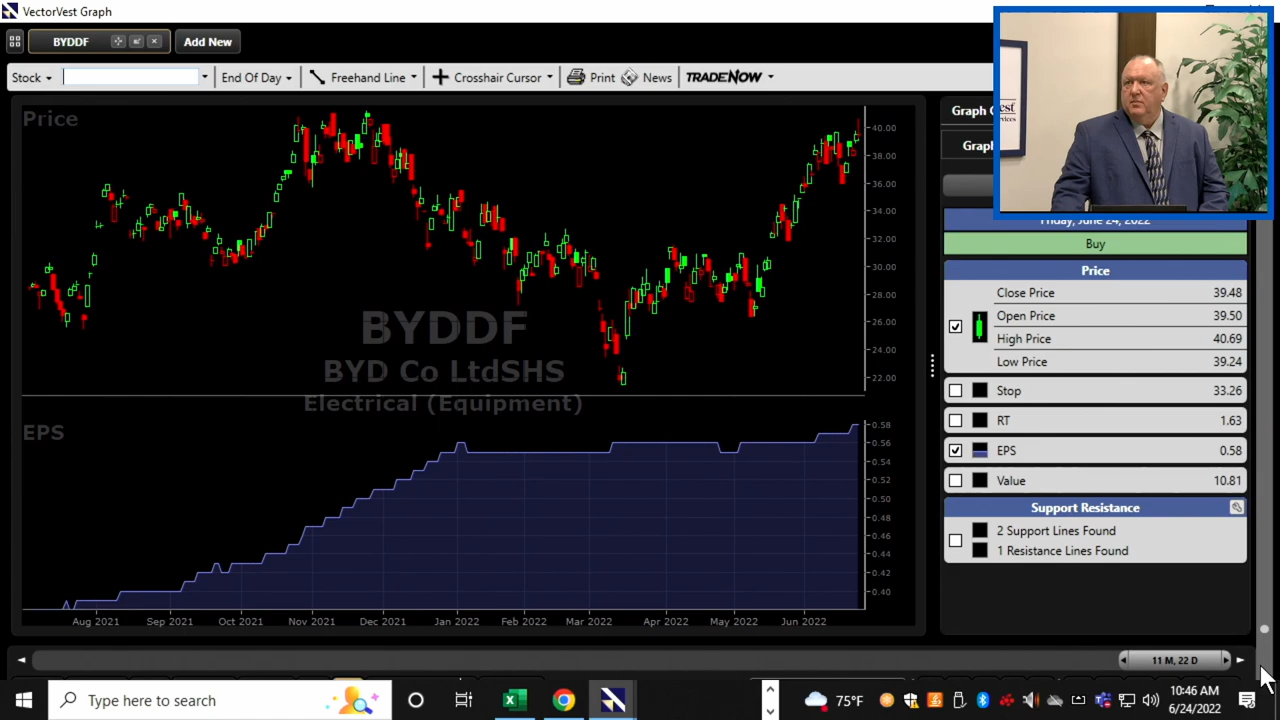 VectorVest Graph
BYDDF
Add New
Stock
End Of Day
Freehand Line
Crosshair Cursor
Print
News
TRADENOW
Price
40.00
38.00
36.00
34.00
32.00
30.00
28.00
26.00
24.00
22.00
BYDDF
BYD Co LtdSHS
Electrical (Equipment)
EPS
0.58
0.56
0.54
0.52
0.50
0.48
0.46
0.44
0.42
0.40
Aug 2021 Sep 2021 Oct 2021 Nov 2021 Dec 2021 Jan 2022 Feb 2022 Mar 2022 Apr 2022 May 2022 Jun 2022
Graph
Graph
Friday, June 24, 2022
Buy
Price
Close Price 39.48
Open Price 39.50
High Price 40.69
Low Price 39.24
Stop 33.26
RT 1.63
EPS 0.58
Value 10.81
Support Resistance
2 Support Lines Found
1 Resistance Lines Found
11 M, 22 D
Type here to search
75°F
10:46 AM
6/24/2022